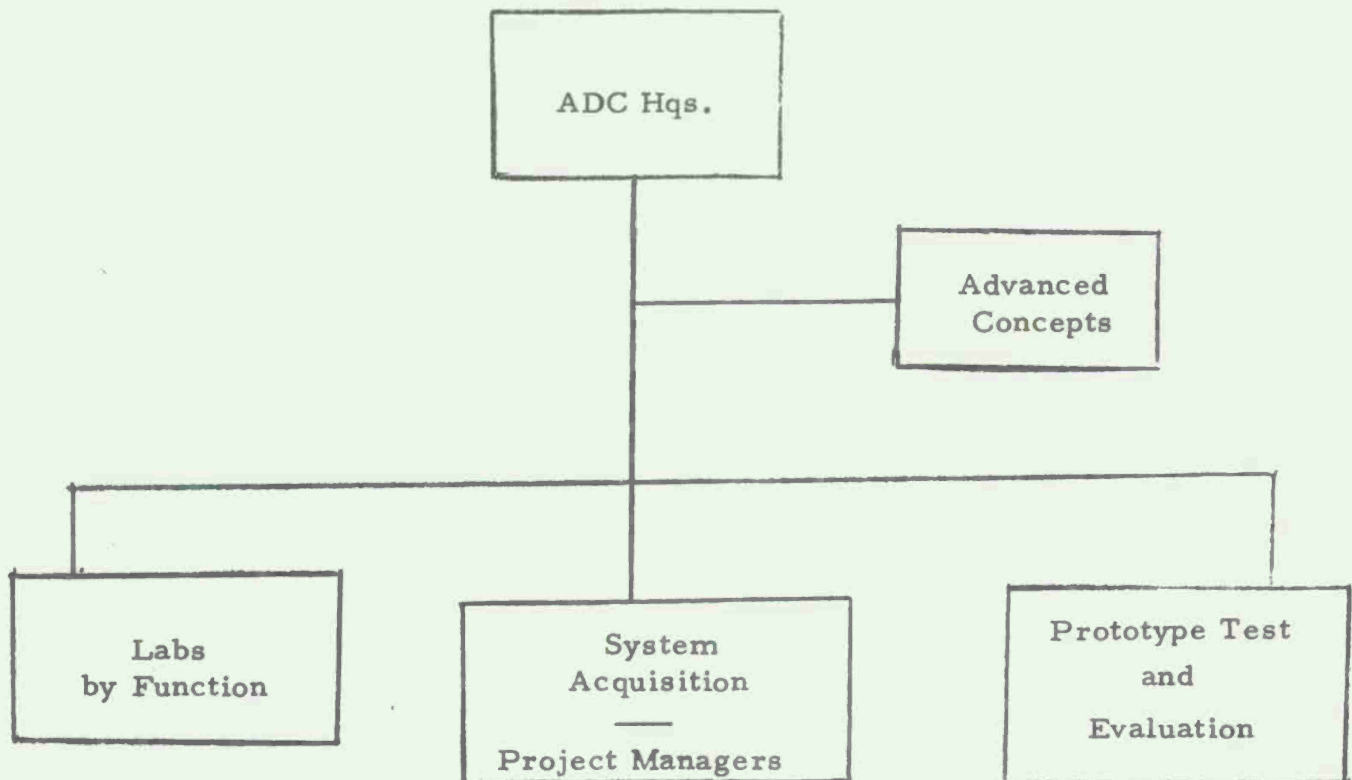 ADC Hqs.
Advanced
Concepts
Labs
by Function
System
Acquisition
Project Managers
Prototype Test
and
Evaluation